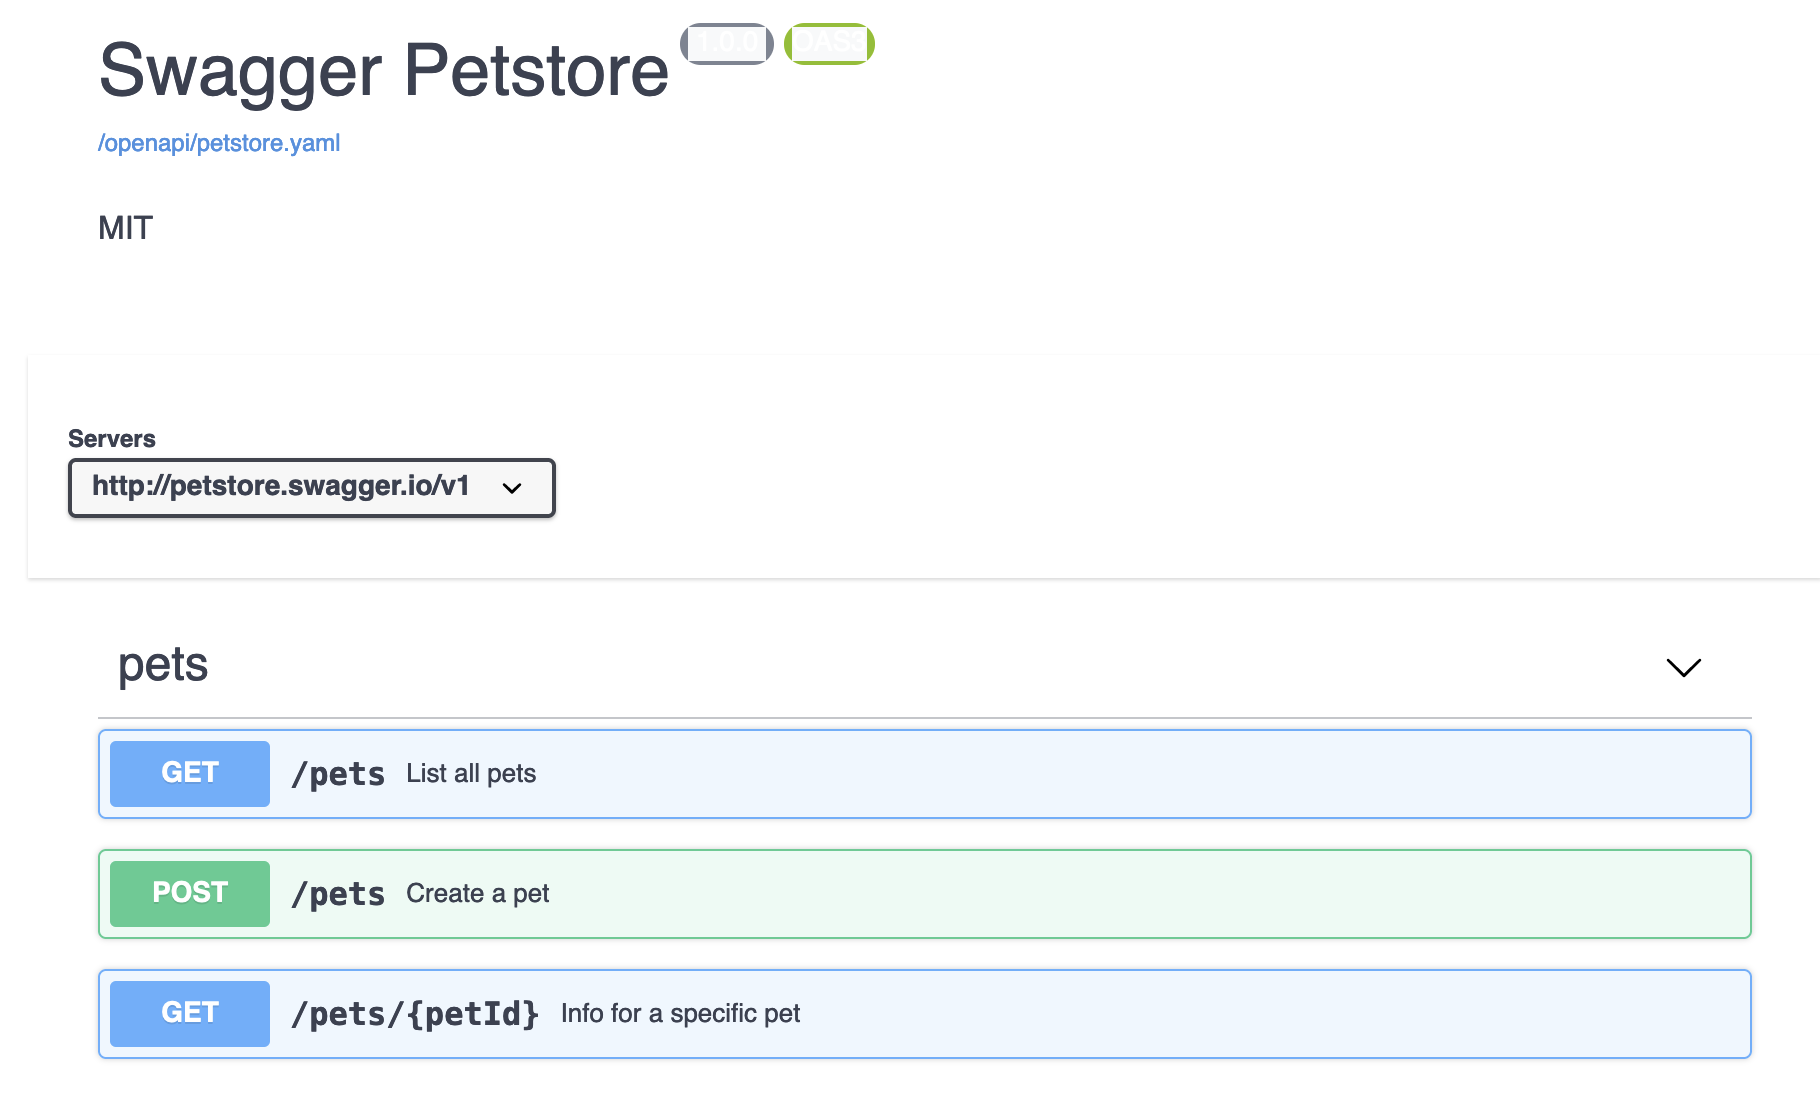 Swagger Petstore 1.0.0 OAS3
/openapi/petstore.yaml
MIT
Servers
http://petstore.swagger.io/v1
pets
GET /pets List all pets
POST /pets Create a pet
GET /pets/{petId} Info for a specific pet